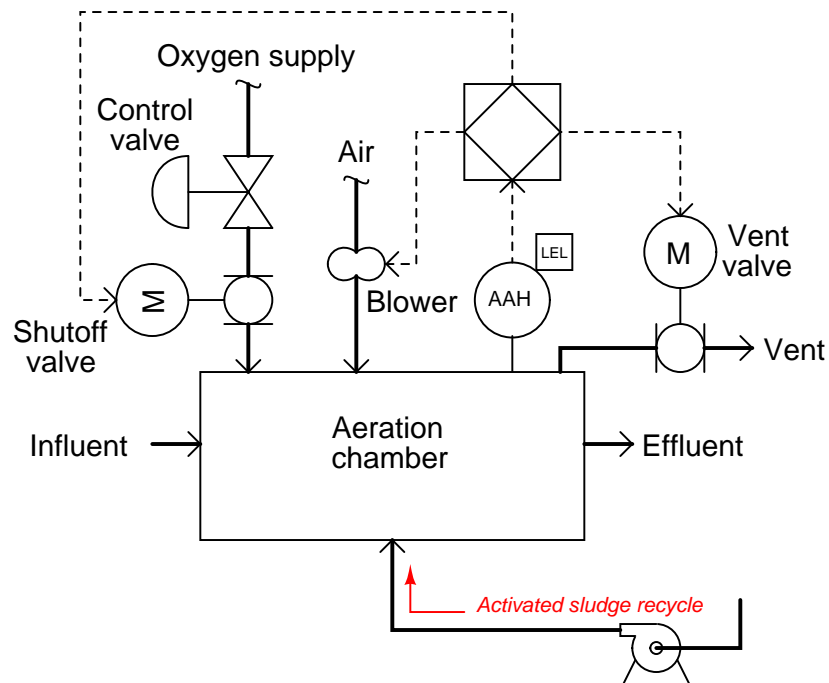 Oxygen supply
Control
valve
Air
LEL
AAH
M
Vent
valve
M
Shutoff
valve
Blower
Vent
Influent
Aeration
chamber
Effluent
Activated sludge recycle